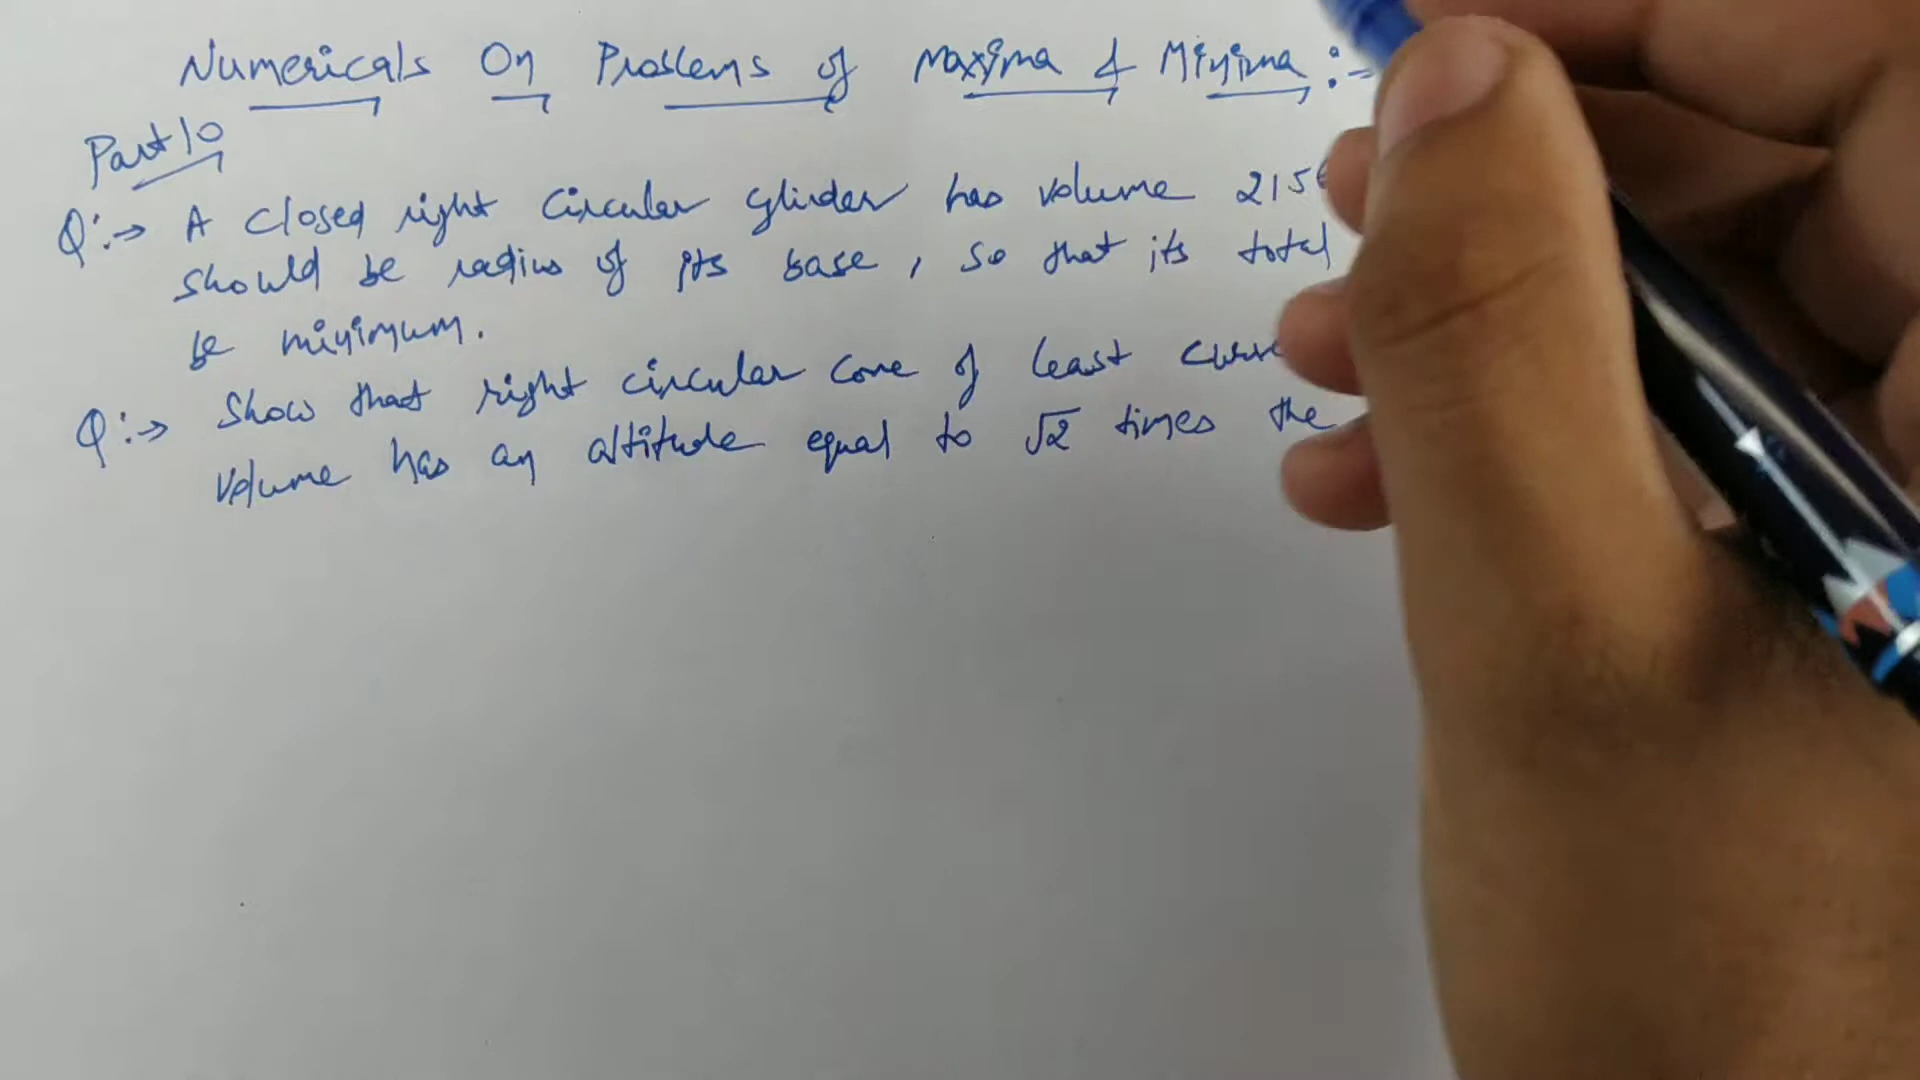 Numericals On Problems of Maxima & Minima :-
Part 10
Q:→ A closed right circular cylinder has volume 215
should be radius of its base, so that its total
be minimum.
Q:→ Show that right circular cone of least
volume has an altitude equal to √2 times the